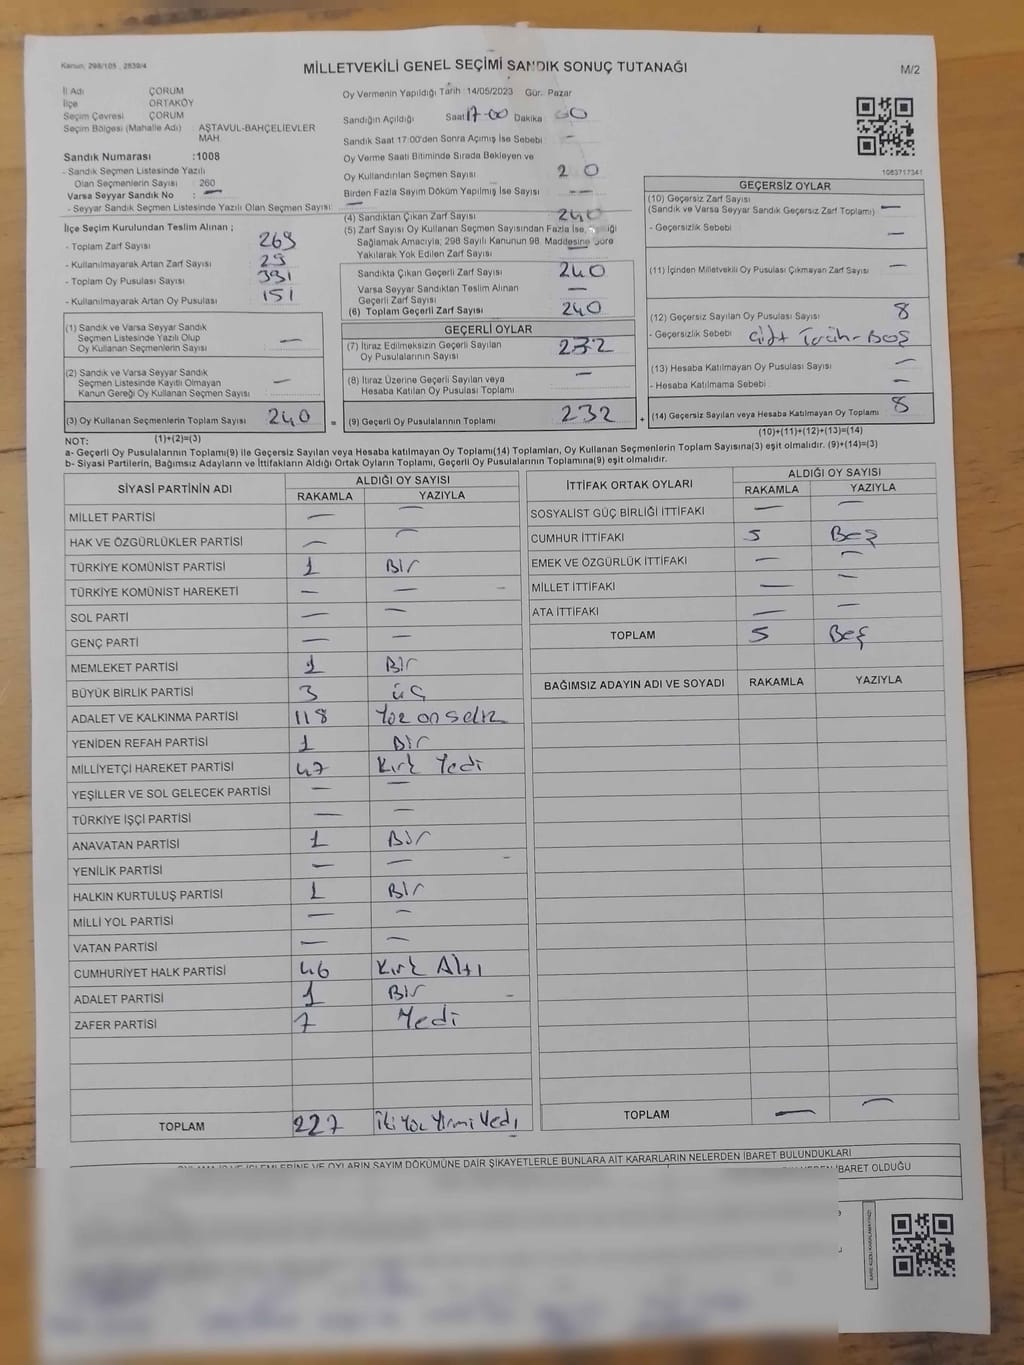 Kanun, 298/105 , 2839/4
MİLLETVEKİLİ GENEL SEÇİMİ SANDIK SONUÇ TUTANAĞI
M/2
İl Adı ÇORUM
İlçe ORTAKÖY
Seçim Çevresi ÇORUM
Seçim Bölgesi (Mahalle Adı) AŞTAVUL-BAHÇELİEVLER
MAH.
Sandık Numarası :1008
- Sandık Seçmen Listesinde Yazılı
Olan Seçmenlerin Sayısı : 260
Varsa Seyyar Sandık No : —
- Seyyar Sandık Seçmen Listesinde Yazılı Olan Seçmen Sayısı: —
İlçe Seçim Kurulundan Teslim Alınan ;
- Toplam Zarf Sayısı 269
- Kullanılmayarak Artan Zarf Sayısı 29
- Toplam Oy Pusulası Sayısı 391
- Kullanılmayarak Artan Oy Pusulası 151
Oy Vermenin Yapıldığı Tarih :14/05/2023 Gür. Pazar
Sandığın Açıldığı Saat 17-00 Dakika 00
Sandık Saat 17:00'den Sonra Açımış İse Sebebi : —
Oy Verme Saati Bitiminde Sırada Bekleyen ve
Oy Kullandırılan Seçmen Sayısı 20
Birden Fazla Sayım Döküm Yapılmış İse Sayısı —
(4) Sandıktan Çıkan Zarf Sayısı 240
(5) Zarf Sayısı Oy Kullanan Seçmen Sayısından Fazla İse,
Sağlamak Amacıyla; 298 Sayılı Kanunun 98. Maddesine Göre
Yakılarak Yok Edilen Zarf Sayısı —
Sandıkta Çıkan Geçerli Zarf Sayısı 240
Varsa Seyyar Sandıktan Teslim Alınan
Geçerli Zarf Sayısı —
(6) Toplam Geçerli Zarf Sayısı 240
1083717341
GEÇERSİZ OYLAR
(10) Geçersiz Zarf Sayısı
(Sandık ve Varsa Seyyar Sandık Geçersiz Zarf Toplamı) —
- Geçersizlik Sebebi —
(11) İçinden Milletvekili Oy Pusulası Çıkmayan Zarf Sayısı —
(12) Geçersiz Sayılan Oy Pusulası Sayısı 8
- Geçersizlik Sebebi : Çift Tercih-Boş
(13) Hesaba Katılmayan Oy Pusulası Sayısı —
- Hesaba Katılmama Sebebi —
(14) Geçersiz Sayılan veya Hesaba Katılmayan Oy Toplamı 8
(10)+(11)+(12)+(13)=(14)
(1) Sandık ve Varsa Seyyar Sandık
Seçmen Listesinde Yazılı Olup
Oy Kullanan Seçmenlerin Sayısı —
(2) Sandık ve Varsa Seyyar Sandık
Seçmen Listesinde Kayıtlı Olmayan
Kanun Gereği Oy Kullanan Seçmen Sayısı —
(3) Oy Kullanan Seçmenlerin Toplam Sayısı 240 =
(1)+(2)=(3)
GEÇERLİ OYLAR
(7) İtiraz Edilmeksizin Geçerli Sayılan
Oy Pusulalarının Sayısı 232
(8) İtiraz Üzerine Geçerli Sayılan veya
Hesaba Katılan Oy Pusulası Toplamı —
(9) Geçerli Oy Pusulalarının Toplamı 232 +
NOT:
a- Geçerli Oy Pusulalarının Toplamı(9) ile Geçersiz Sayılan veya Hesaba katılmayan Oy Toplamı(14) Toplamları, Oy Kullanan Seçmenlerin Toplam Sayısına(3) eşit olmalıdır. (9)+(14)=(3)
b- Siyasi Partilerin, Bağımsız Adayların ve İttifakların Aldığı Ortak Oyların Toplamı, Geçerli Oy Pusulalarının Toplamına(9) eşit olmalıdır.
SİYASİ PARTİNİN ADI ALDIĞI OY SAYISI
RAKAMLA YAZIYLA
MİLLET PARTİSİ — —
HAK VE ÖZGÜRLÜKLER PARTİSİ — —
TÜRKİYE KOMÜNİST PARTİSİ 1 Bir
TÜRKİYE KOMÜNİST HAREKETİ — —
SOL PARTİ — —
GENÇ PARTİ — —
MEMLEKET PARTİSİ 1 Bir
BÜYÜK BİRLİK PARTİSİ 3 üç
ADALET VE KALKINMA PARTİSİ 118 Yüz on sekiz
YENİDEN REFAH PARTİSİ 1 Bir
MİLLİYETÇİ HAREKET PARTİSİ 47 Kırk Yedi
YEŞİLLER VE SOL GELECEK PARTİSİ — —
TÜRKİYE İŞÇİ PARTİSİ — —
ANAVATAN PARTİSİ 1 Bir
YENİLİK PARTİSİ — —
HALKIN KURTULUŞ PARTİSİ 1 Bir
MİLLİ YOL PARTİSİ — —
VATAN PARTİSİ — —
CUMHURİYET HALK PARTİSİ 46 Kırk Altı
ADALET PARTİSİ 1 Bir
ZAFER PARTİSİ 7 Yedi
TOPLAM 227 İki Yüz Yirmi Yedi
İTTİFAK ORTAK OYLARI ALDIĞI OY SAYISI
RAKAMLA YAZIYLA
SOSYALİST GÜÇ BİRLİĞİ İTTİFAKI — —
CUMHUR İTTİFAKI 5 Beş
EMEK VE ÖZGÜRLÜK İTTİFAKI — —
MİLLET İTTİFAKI — —
ATA İTTİFAKI — —
TOPLAM 5 Beş
BAĞIMSIZ ADAYIN ADI VE SOYADI RAKAMLA YAZIYLA
TOPLAM — —
OYLAMA İŞ VE İŞLEMLERİNE VE OYLARIN SAYIM DÖKÜMÜNE DAİR ŞİKAYETLERLE BUNLARA AİT KARARLARIN NELERDEN İBARET BULUNDUKLARI
İBARET OLDUĞU